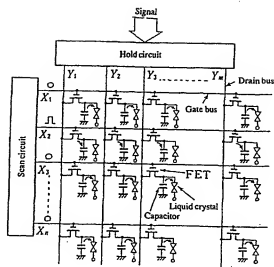 Signal
Hold circuit
Y1 Y2 Y3 Ym
Drain bus
X1
Gate bus
X2
Scan circuit
X3
FET
Liquid crystal
Capacitor
Xn